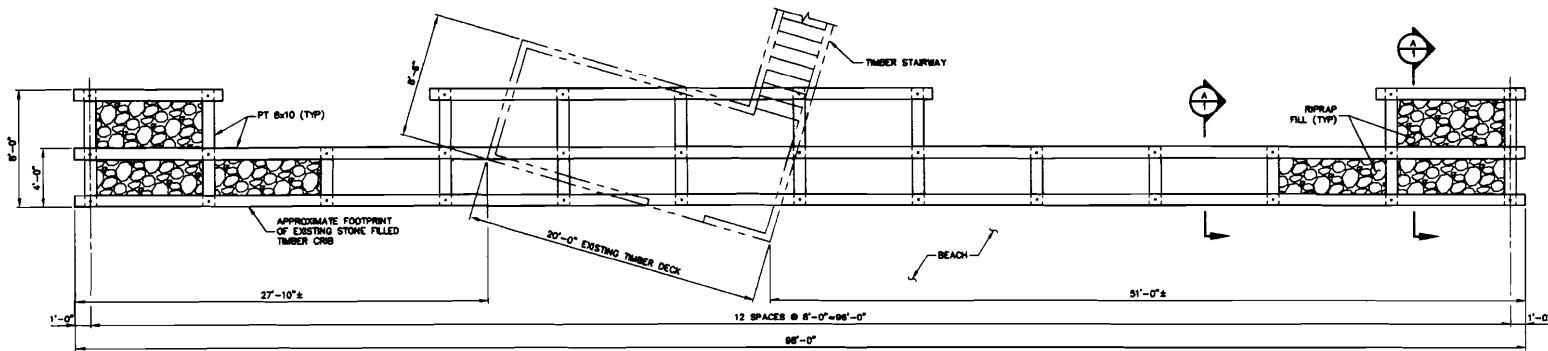 TIMBER STAIRWAY
8'-6"
A
1
A
1
RIPRAP
FILL (TYP)
PT 8x10 (TYP)
8'-0"
4'-0"
APPROXIMATE FOOTPRINT
OF EXISTING STONE FILLED
TIMBER CRIB
20'-0" EXISTING TIMBER DECK
BEACH
27'-10"±
51'-0"±
1'-0"
12 SPACES @ 8'-0"=96'-0"
1'-0"
98'-0"